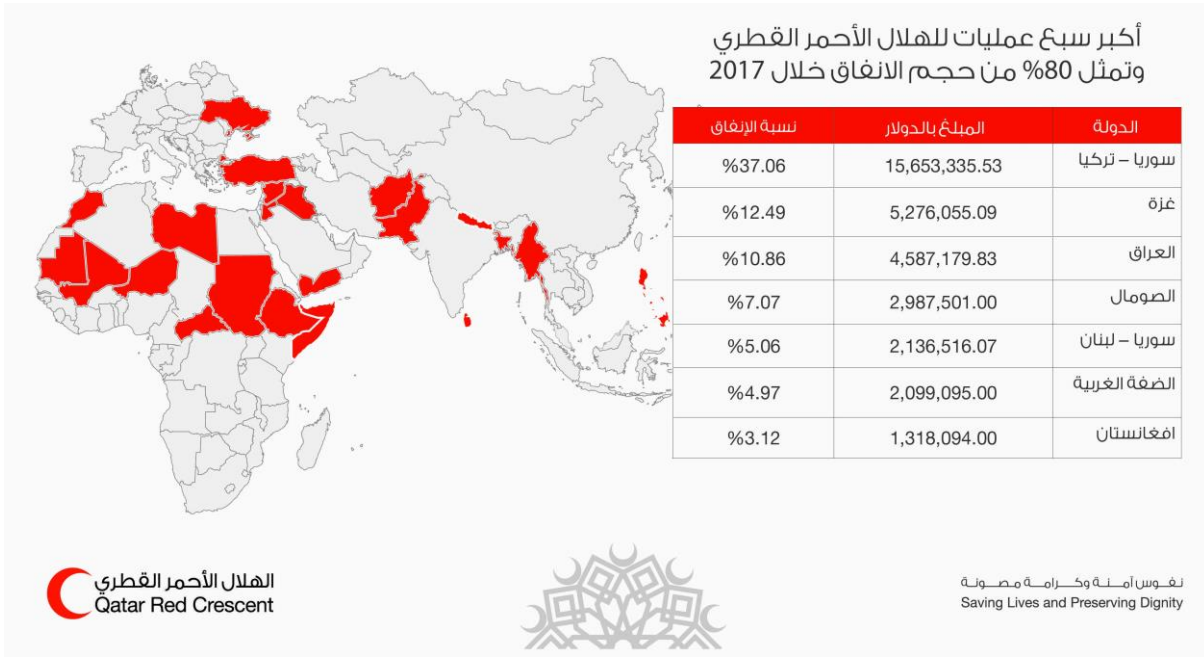 أكبر سبع عمليات للهلال الأحمر القطري
وتمثل 80% من حجم الانفاق خلال 2017
الدولة المبلغ بالدولار نسبة الإنفاق
سوريا – تركيا 15,653,335.53 %37.06
غزة 5,276,055.09 %12.49
العراق 4,587,179.83 %10.86
الصومال 2,987,501.00 %7.07
سوريا – لبنان 2,136,516.07 %5.06
الضفة الغربية 2,099,095.00 %4.97
افغانستان 1,318,094.00 %3.12
الهلال الأحمر القطري
Qatar Red Crescent
نفـــوس آمـــنة وكـــرامـــة مصـــونـة
Saving Lives and Preserving Dignity